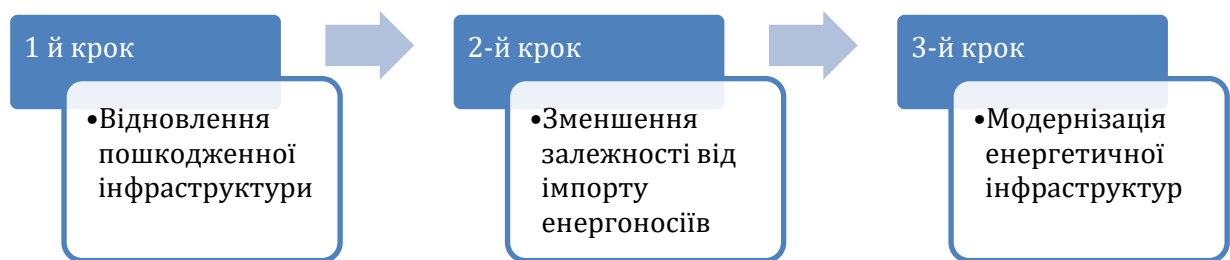 1 й крок
•Відновлення
пошкодженної
інфраструктури
2-й крок
•Зменшення
залежності від
імпорту
енергоносіїв
3-й крок
•Модернізація
енергетичної
інфраструктур